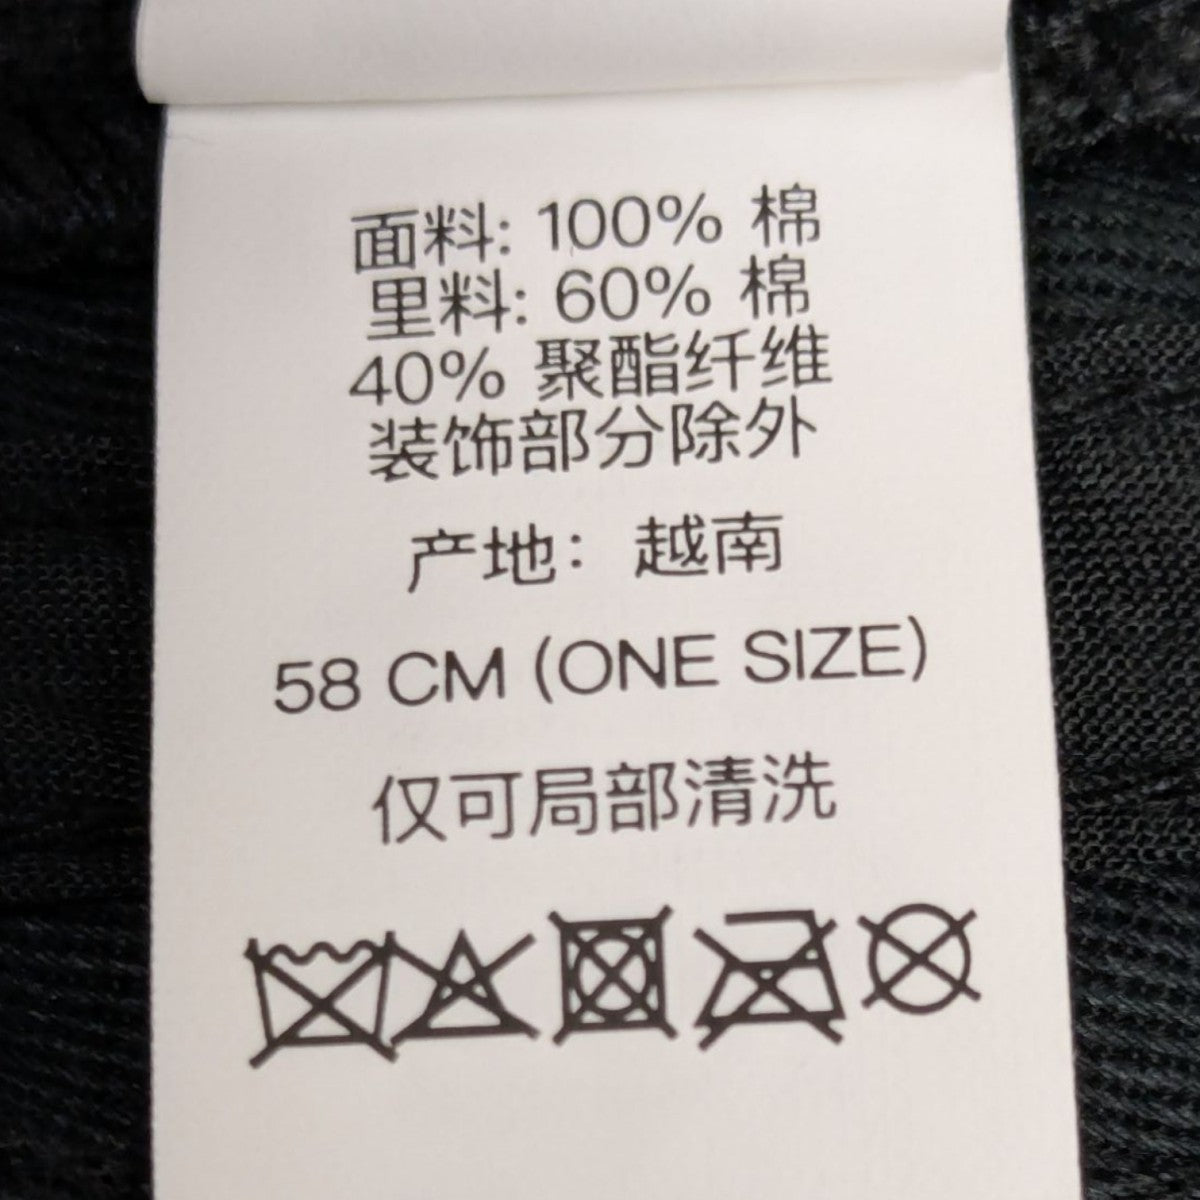 面料: 100% 棉
里料: 60% 棉
40% 聚酯纤维
装饰部分除外
产地: 越南
58 CM (ONE SIZE)
仅可局部清洗